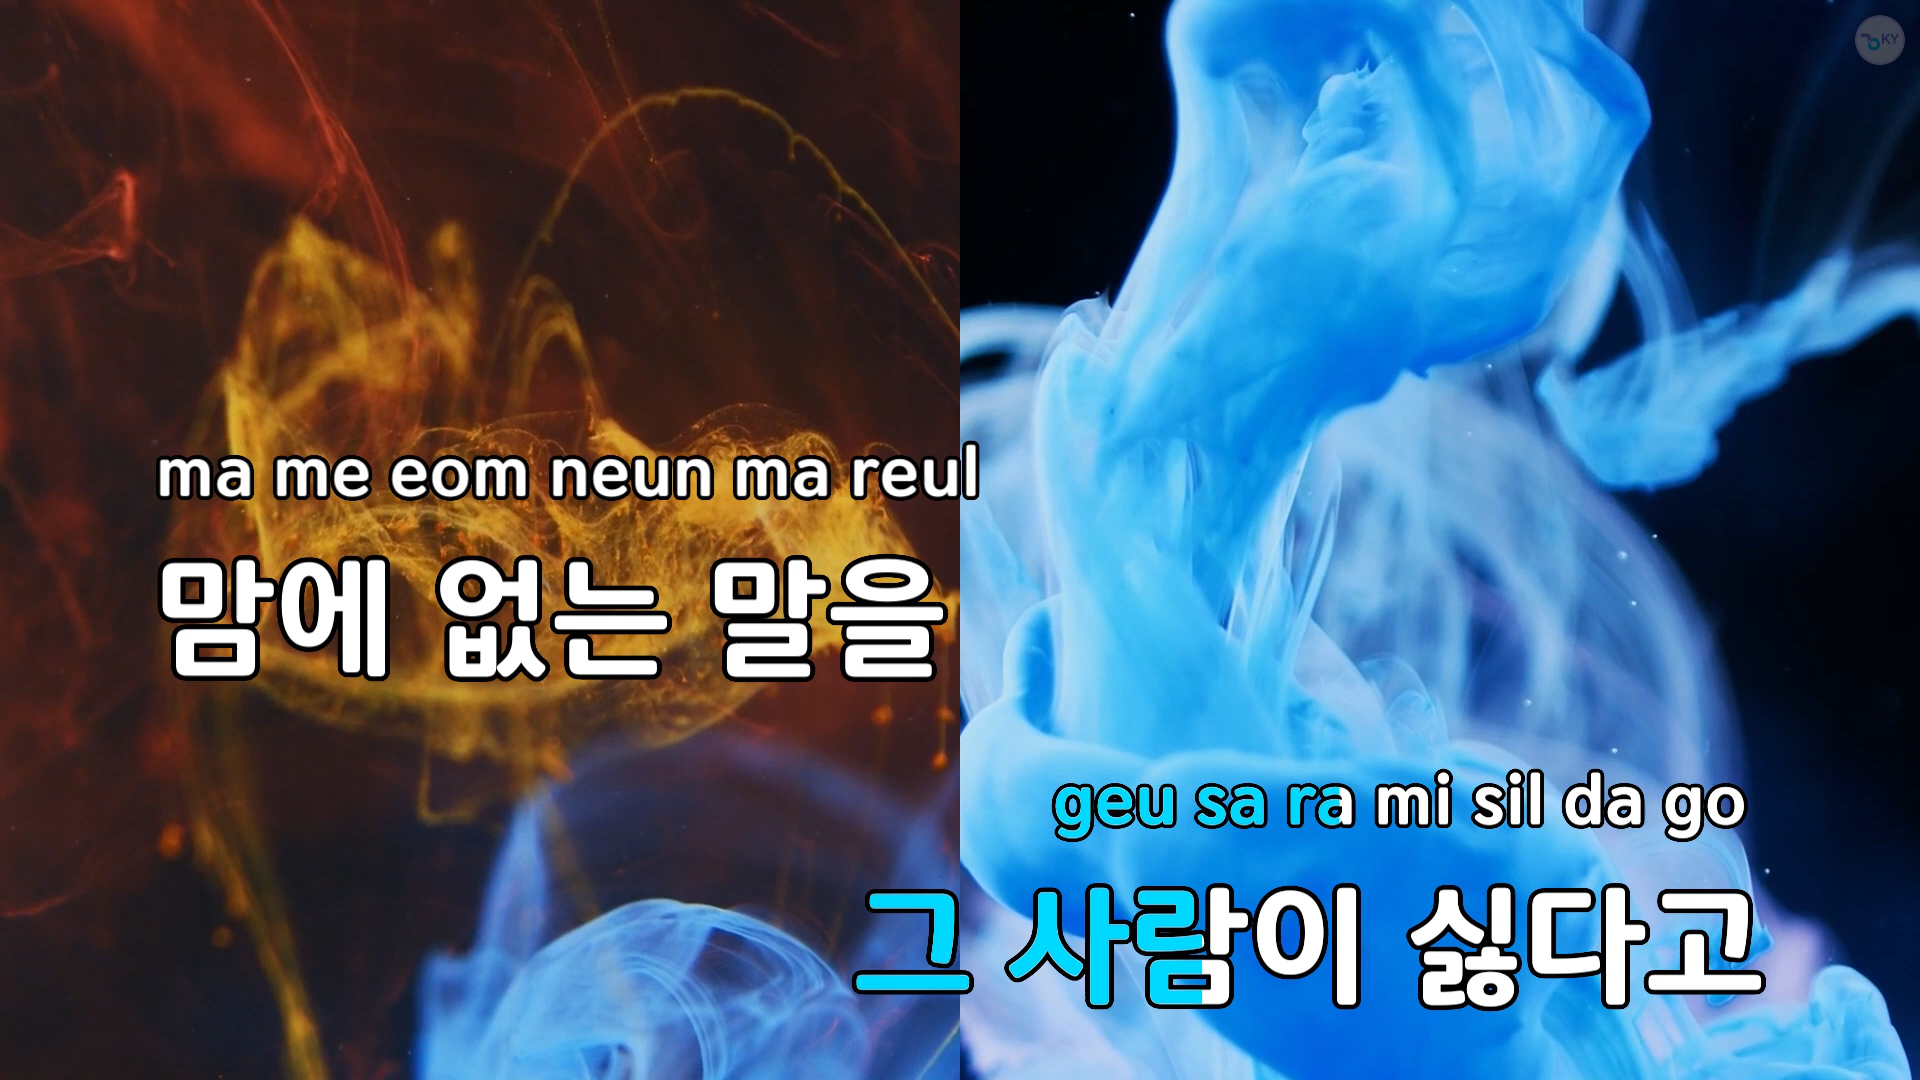 KY
ma me eom neun ma reul
맘에 없는 말을
geu sa ra mi sil da go
그 사람이 싫다고